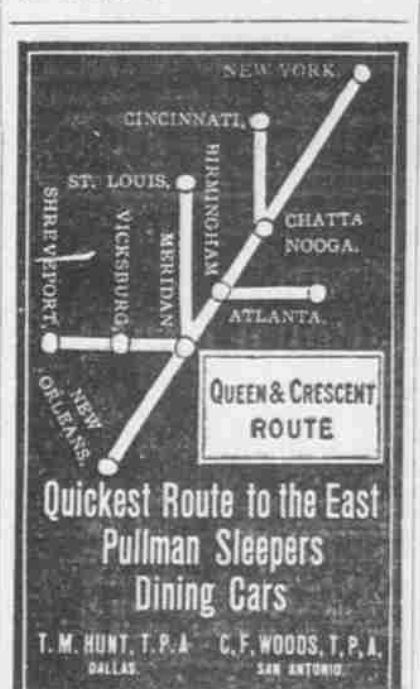 NEW YORK.
CINCINNATI,
BIRMINGHAM
ST. LOUIS,
SHREVEPORT,
VICKSBURG,
MERIDAN
CHATTA
NOOGA.
ATLANTA.
NEW
ORLEANS.
QUEEN & CRESCENT
ROUTE
Quickest Route to the East
Pullman Sleepers
Dining Cars
T. M. HUNT, T. P. A
DALLAS.
C. F. WOODS, T, P, A,
SAN ANTONIO.